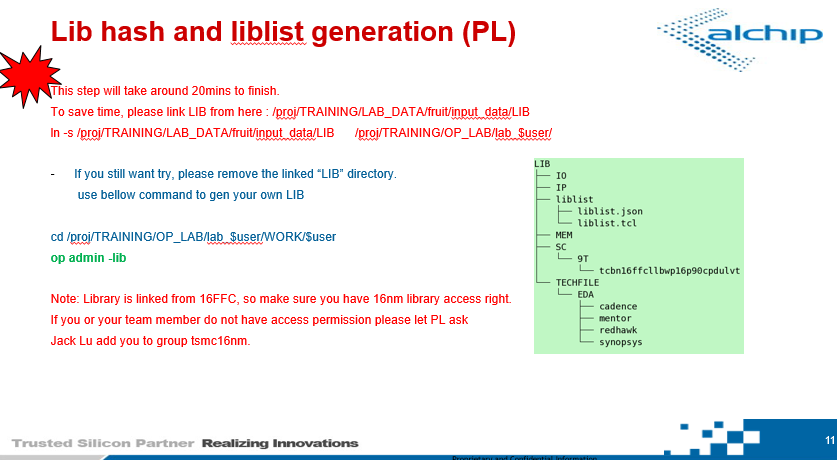 Lib hash and liblist generation (PL)
alchip
This step will take around 20mins to finish.
To save time, please link LIB from here : /proj/TRAINING/LAB_DATA/fruit/input_data/LIB
ln -s /proj/TRAINING/LAB_DATA/fruit/input_data/LIB /proj/TRAINING/OP_LAB/lab_$user/
- If you still want try, please remove the linked “LIB” directory.
use bellow command to gen your own LIB
cd /proj/TRAINING/OP_LAB/lab_$user/WORK/$user
op admin -lib
Note: Library is linked from 16FFC, so make sure you have 16nm library access right.
If you or your team member do not have access permission please let PL ask
Jack Lu add you to group tsmc16nm.
LIB
IO
IP
liblist
liblist.json
liblist.tcl
MEM
SC
9T
tcbn16ffcllbwp16p90cpdulvt
TECHFILE
EDA
cadence
mentor
redhawk
synopsys
Trusted Silicon Partner Realizing Innovations
11
Proprietary and Confidential Information